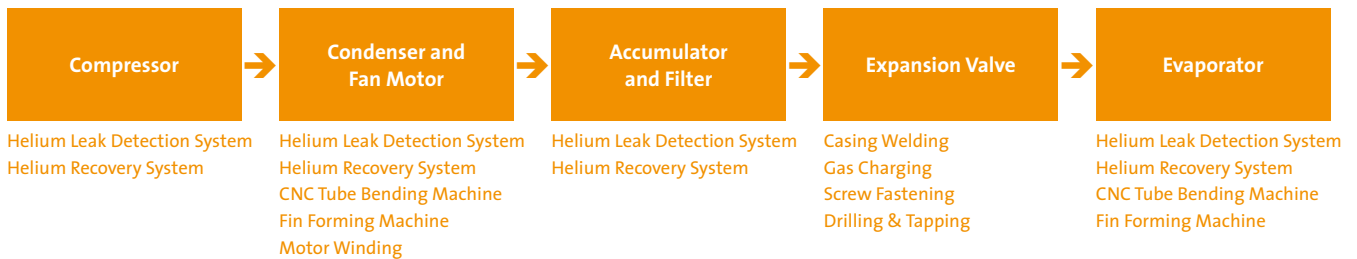 Compressor
Helium Leak Detection System
Helium Recovery System
Condenser and
Fan Motor
Helium Leak Detection System
Helium Recovery System
CNC Tube Bending Machine
Fin Forming Machine
Motor Winding
Accumulator
and Filter
Helium Leak Detection System
Helium Recovery System
Expansion Valve
Casing Welding
Gas Charging
Screw Fastening
Drilling & Tapping
Evaporator
Helium Leak Detection System
Helium Recovery System
CNC Tube Bending Machine
Fin Forming Machine